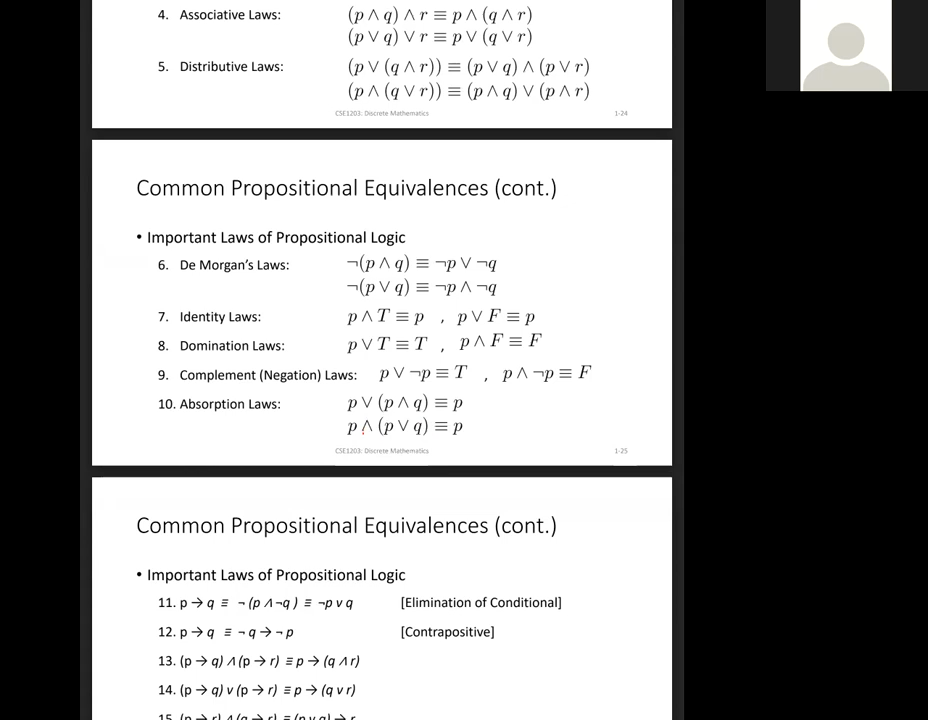 4. Associative Laws: (p ∧ q) ∧ r ≡ p ∧ (q ∧ r)
(p ∨ q) ∨ r ≡ p ∨ (q ∨ r)
5. Distributive Laws: (p ∨ (q ∧ r)) ≡ (p ∨ q) ∧ (p ∨ r)
(p ∧ (q ∨ r)) ≡ (p ∧ q) ∨ (p ∧ r)
CSE1203: Discrete Mathematics 1-24
Common Propositional Equivalences (cont.)
• Important Laws of Propositional Logic
6. De Morgan's Laws: ¬(p ∧ q) ≡ ¬p ∨ ¬q
¬(p ∨ q) ≡ ¬p ∧ ¬q
7. Identity Laws: p ∧ T ≡ p , p ∨ F ≡ p
8. Domination Laws: p ∨ T ≡ T , p ∧ F ≡ F
9. Complement (Negation) Laws: p ∨ ¬p ≡ T , p ∧ ¬p ≡ F
10. Absorption Laws: p ∨ (p ∧ q) ≡ p
p ∧ (p ∨ q) ≡ p
CSE1203: Discrete Mathematics 1-25
Common Propositional Equivalences (cont.)
• Important Laws of Propositional Logic
11. p → q ≡ ¬ (p ∧ ¬q ) ≡ ¬p v q [Elimination of Conditional]
12. p → q ≡ ¬ q → ¬ p [Contrapositive]
13. (p → q) ∧ (p → r) ≡ p → (q ∧ r)
14. (p → q) v (p → r) ≡ p → (q v r)
15. (p → r) ∧ (q → r) ≡ (p v q) → r